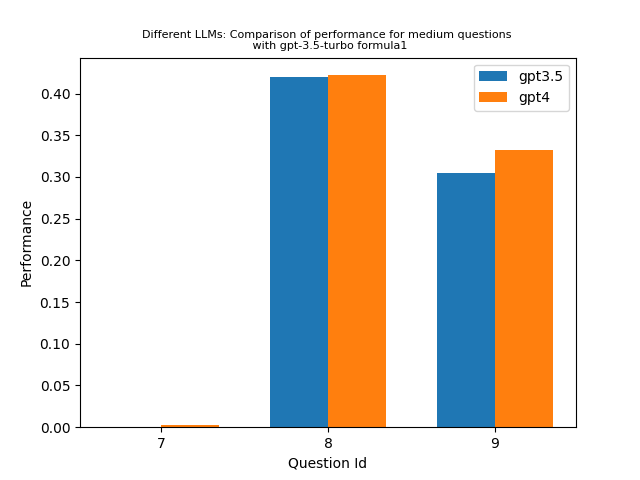 Different LLMs: Comparison of performance for medium questions
with gpt-3.5-turbo formula1
gpt3.5
gpt4
0.40
0.35
0.30
0.25
0.20
0.15
0.10
0.05
0.00
Performance
7 8 9
Question Id